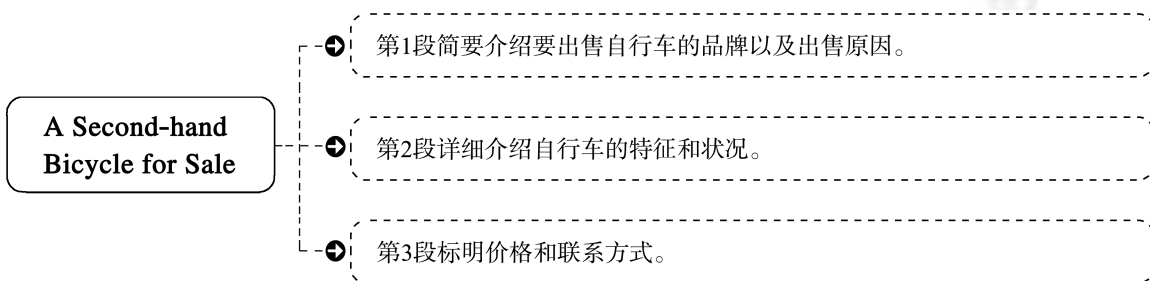 第1段简要介绍要出售自行车的品牌以及出售原因。
A Second-hand
Bicycle for Sale
第2段详细介绍自行车的特征和状况。
第3段标明价格和联系方式。